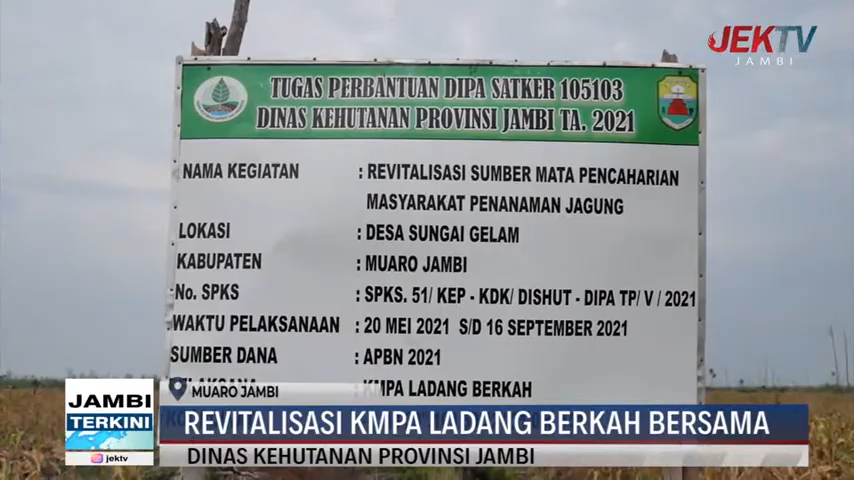 JEKTV
JAMBI
TUGAS PERBANTUAN DIPA SATKER 105103
DINAS KEHUTANAN PROVINSI JAMBI TA. 2021
NAMA KEGIATAN : REVITALISASI SUMBER MATA PENCAHARIAN
MASYARAKAT PENANAMAN JAGUNG
LOKASI : DESA SUNGAI GELAM
KABUPATEN : MUARO JAMBI
No. SPKS : SPKS. 51/ KEP - KDK/ DISHUT - DIPA TP/ V / 2021
WAKTU PELAKSANAAN : 20 MEI 2021 S/D 16 SEPTEMBER 2021
SUMBER DANA : APBN 2021
: KMPA LADANG BERKAH
MUARO JAMBI
JAMBI
TERKINI
jektv
REVITALISASI KMPA LADANG BERKAH BERSAMA
DINAS KEHUTANAN PROVINSI JAMBI